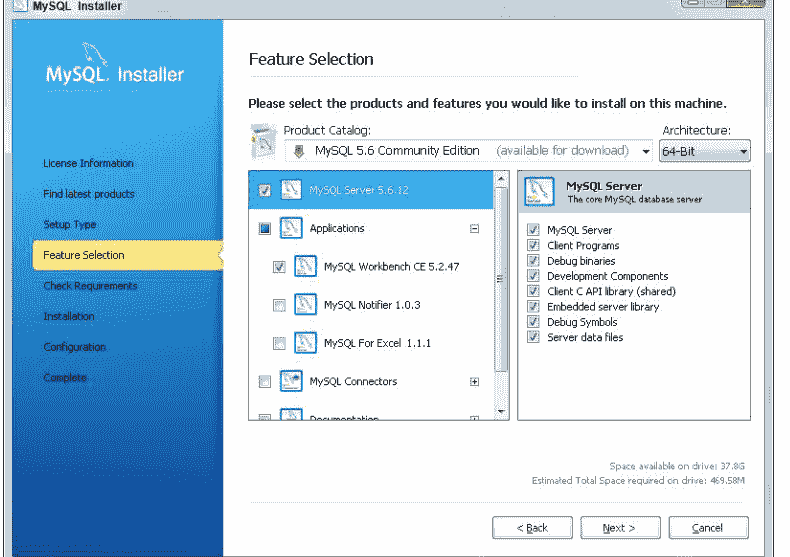 MySQL Installer
MySQL. Installer
License Information
Find latest products
Setup Type
Feature Selection
Check Requirements
Installation
Configuration
Complete
Feature Selection
Please select the products and features you would like to install on this machine.
Product Catalog:
MySQL 5.6 Community Edition (available for download)
Architecture:
64-Bit
MySQL Server 5.6.12
Applications
MySQL Workbench CE 5.2.47
MySQL Notifier 1.0.3
MySQL For Excel 1.1.1
MySQL Connectors
Documentation
MySQL Server
The core MySQL database server
MySQL Server
Client Programs
Debug binaries
Development Components
Client C API library (shared)
Embedded server library
Debug Symbols
Server data files
Space available on drive: 37.8G
Estimated Total Space required on drive: 469.58M
< Back
Next >
Cancel